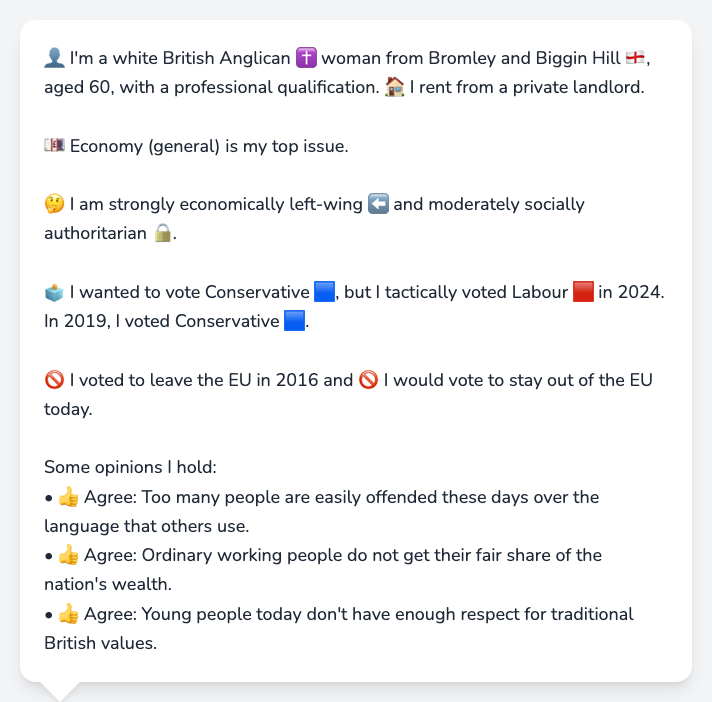 👤 I'm a white British Anglican ✝️ woman from Bromley and Biggin Hill 🏴󠁧󠁢󠁥󠁮󠁧󠁿,
aged 60, with a professional qualification. 🏠 I rent from a private landlord.
💷 Economy (general) is my top issue.
🤔 I am strongly economically left-wing ⬅️ and moderately socially
authoritarian 🔒.
🗳️ I wanted to vote Conservative 🟦, but I tactically voted Labour 🟥 in 2024.
In 2019, I voted Conservative 🟦.
🚫 I voted to leave the EU in 2016 and 🚫 I would vote to stay out of the EU
today.
Some opinions I hold:
• 👍 Agree: Too many people are easily offended these days over the
language that others use.
• 👍 Agree: Ordinary working people do not get their fair share of the
nation's wealth.
• 👍 Agree: Young people today don't have enough respect for traditional
British values.